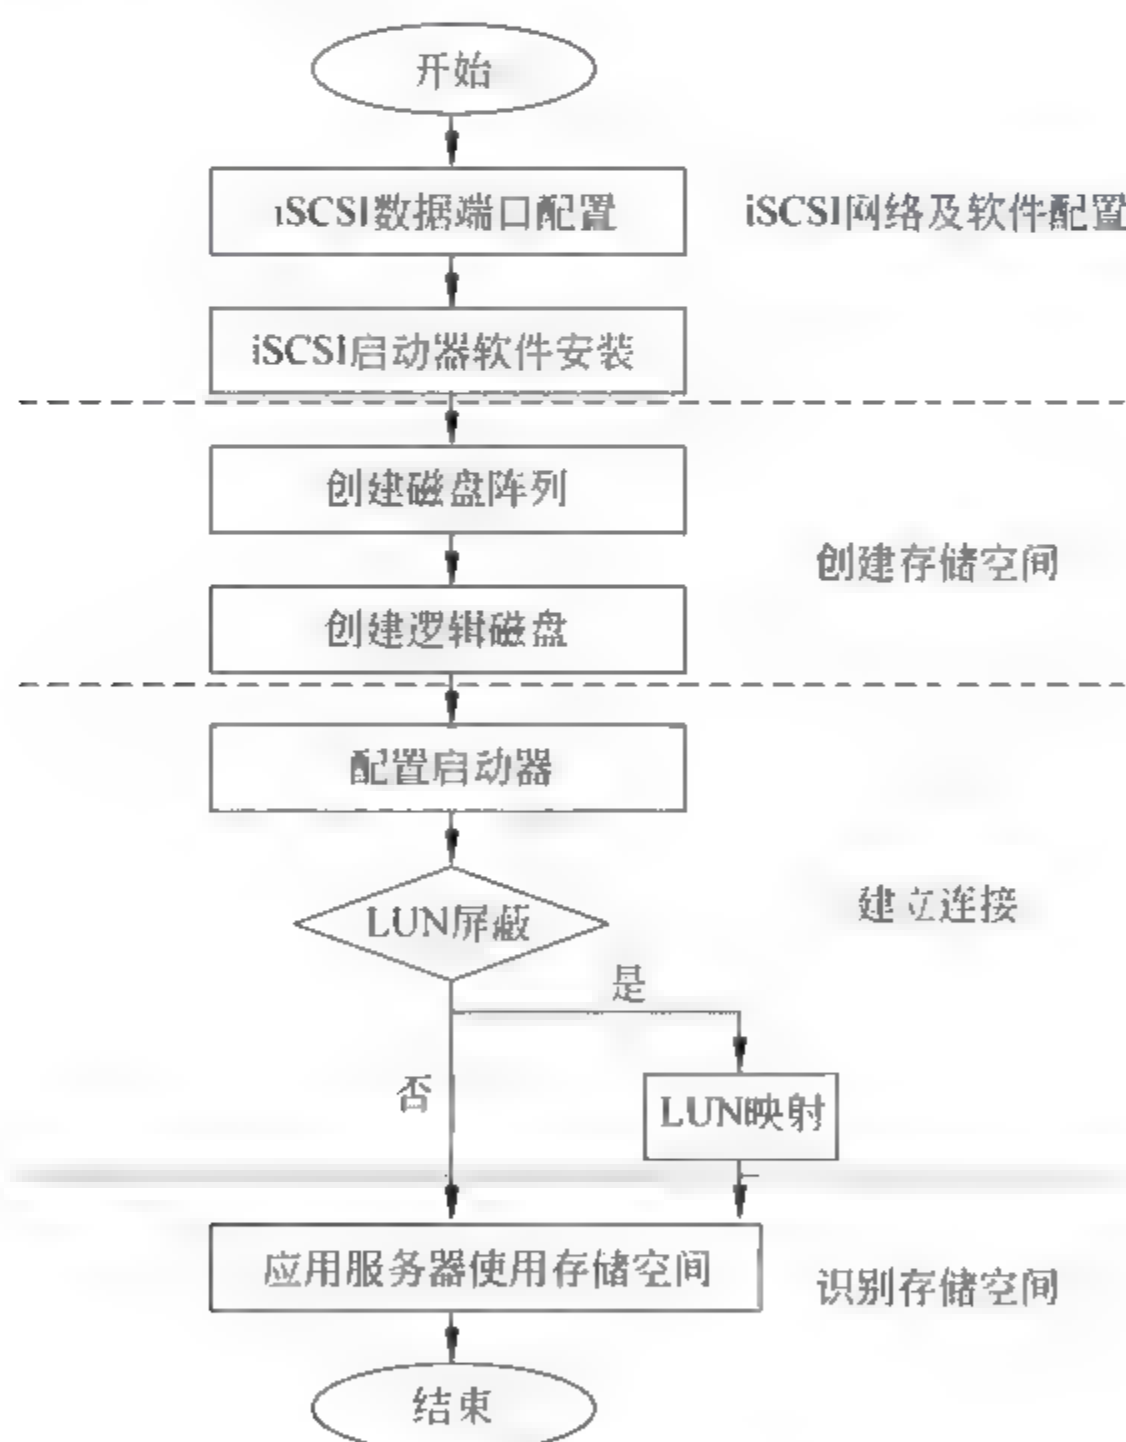 开始
iSCSI数据端口配置
iSCSI网络及软件配置
iSCSI启动器软件安装
创建磁盘阵列
创建存储空间
创建逻辑磁盘
配置启动器
LUN屏蔽
建立连接
是
否
LUN映射
应用服务器使用存储空间
识别存储空间
结束